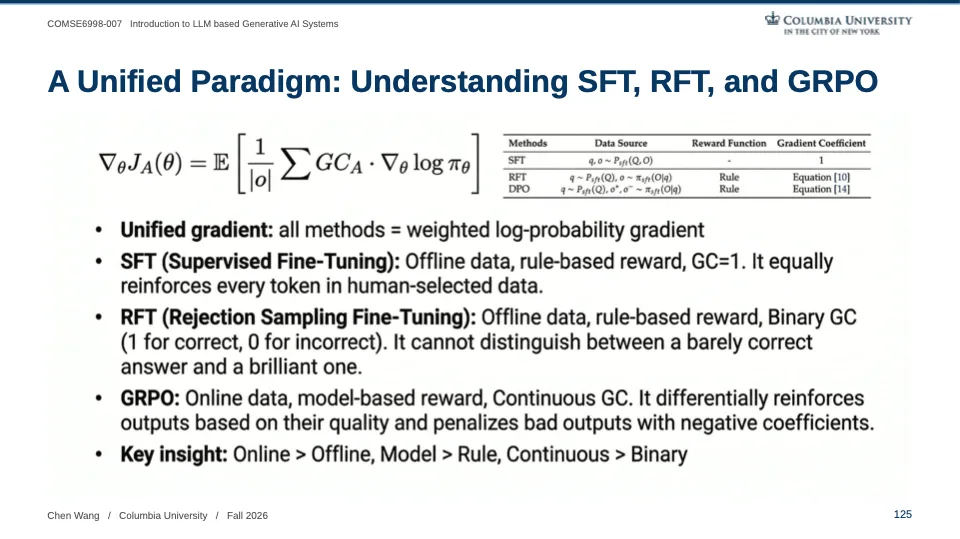 COMSE6998-007 Introduction to LLM based Generative AI Systems
COLUMBIA UNIVERSITY
IN THE CITY OF NEW YORK
A Unified Paradigm: Understanding SFT, RFT, and GRPO
∇θJA(θ) = 𝔼 [ 1/|o| ∑ GCA · ∇θ log πθ ]
Methods Data Source Reward Function Gradient Coefficient
SFT q, o ~ Psft(Q, O) - 1
RFT q ~ Psft(Q), o ~ πsft(O|q) Rule Equation [10]
DPO q ~ Psft(Q), o⁺, o⁻ ~ πsft(O|q) Rule Equation [14]
• Unified gradient: all methods = weighted log-probability gradient
• SFT (Supervised Fine-Tuning): Offline data, rule-based reward, GC=1. It equally
reinforces every token in human-selected data.
• RFT (Rejection Sampling Fine-Tuning): Offline data, rule-based reward, Binary GC
(1 for correct, 0 for incorrect). It cannot distinguish between a barely correct
answer and a brilliant one.
• GRPO: Online data, model-based reward, Continuous GC. It differentially reinforces
outputs based on their quality and penalizes bad outputs with negative coefficients.
• Key insight: Online > Offline, Model > Rule, Continuous > Binary
Chen Wang / Columbia University / Fall 2026
125